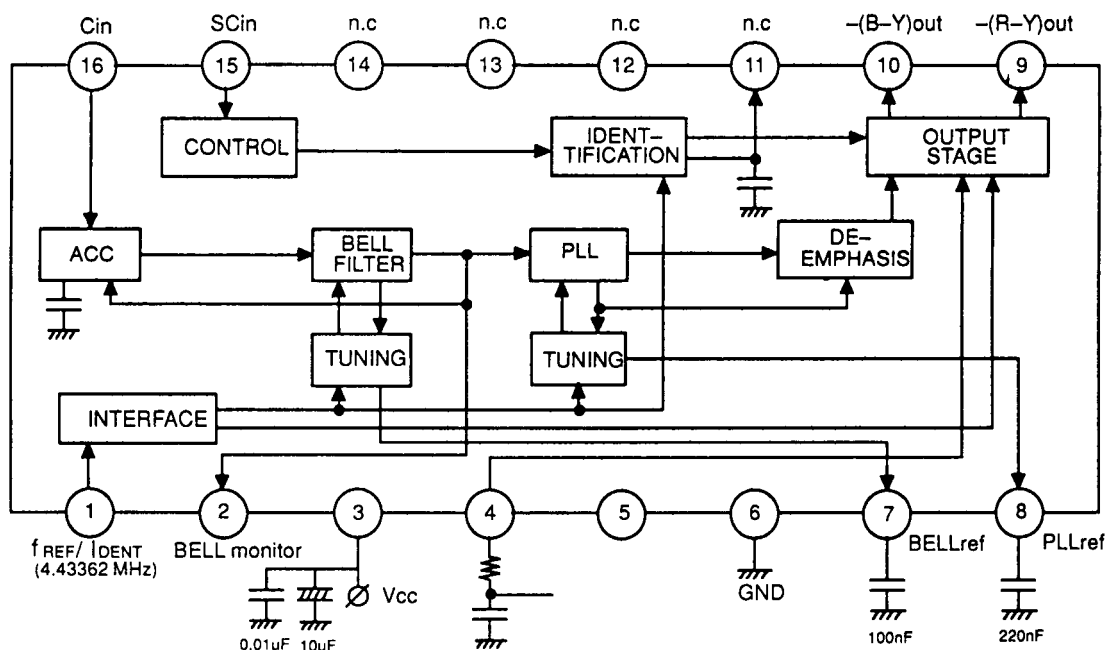 Cin SCin n.c n.c n.c n.c –(B–Y)out –(R–Y)out
16 15 14 13 12 11 10 9
CONTROL
IDENT–
TIFICATION
OUTPUT
STAGE
ACC
BELL
FILTER
PLL
DE–
EMPHASIS
TUNING
TUNING
INTERFACE
1 2 3 4 5 6 7 8
f REF/ IDENT
(4.43362 MHz)
BELL monitor
Vcc
GND
BELLref
PLLref
0.01uF 10uF
100nF
220nF